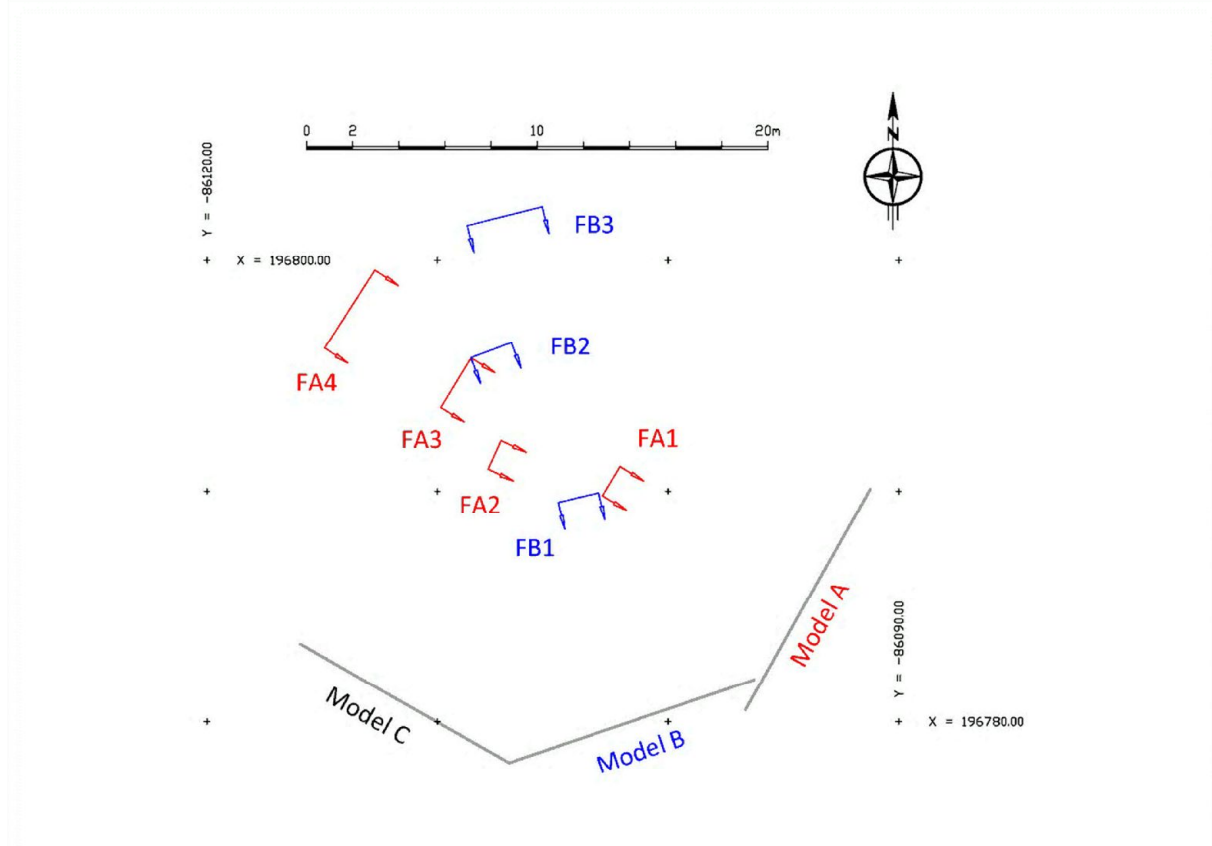 0 2 10 20m
N
Y = -86120.00
FB3
X = 196800.00
FB2
FA4
FA3
FA1
FA2
FB1
Model A
Y = -86090.00
Model C
Model B
X = 196780.00